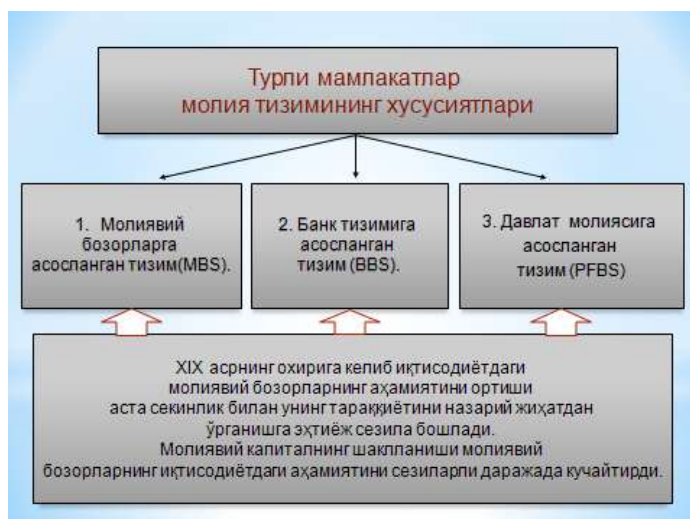 Турли мамлакатлар
молия тизимининг хусусиятлари
1. Молиявий
бозорларга
асосланган тизим(MBS).
2. Банк тизимига
асосланган
тизим (BBS).
3. Давлат молиясига
асосланган
тизим (PFBS)
XIX асрнинг охирига келиб иқтисодиётдаги
молиявий бозорларнинг аҳамиятини ортиши
аста секинлик билан унинг тараққиётини назарий жиҳатдан
ўрганишга эҳтиёж сезила бошлади.
Молиявий капиталнинг шаклланиши молиявий
бозорларнинг иқтисодиётдаги аҳамиятини сезиларли даражада кучайтирди.